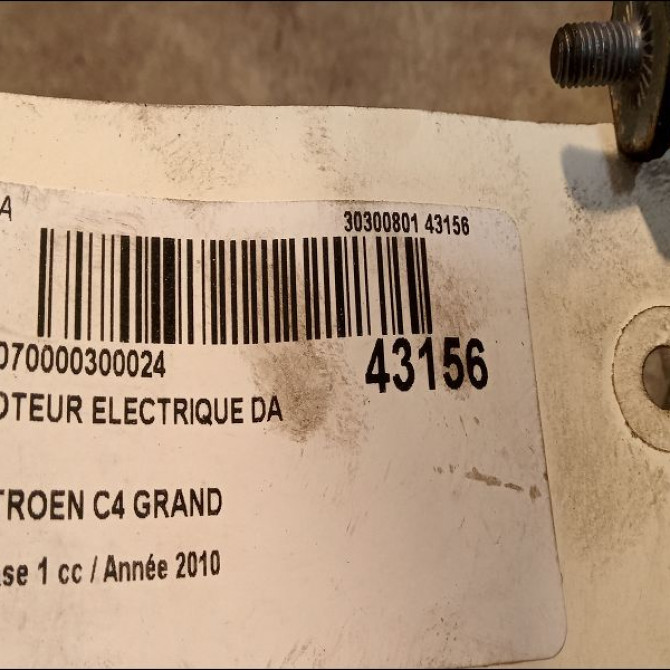 A
30300801 43156
070000300024
43156
OTEUR ELECTRIQUE DA
TROEN C4 GRAND
se 1 cc / Année 2010